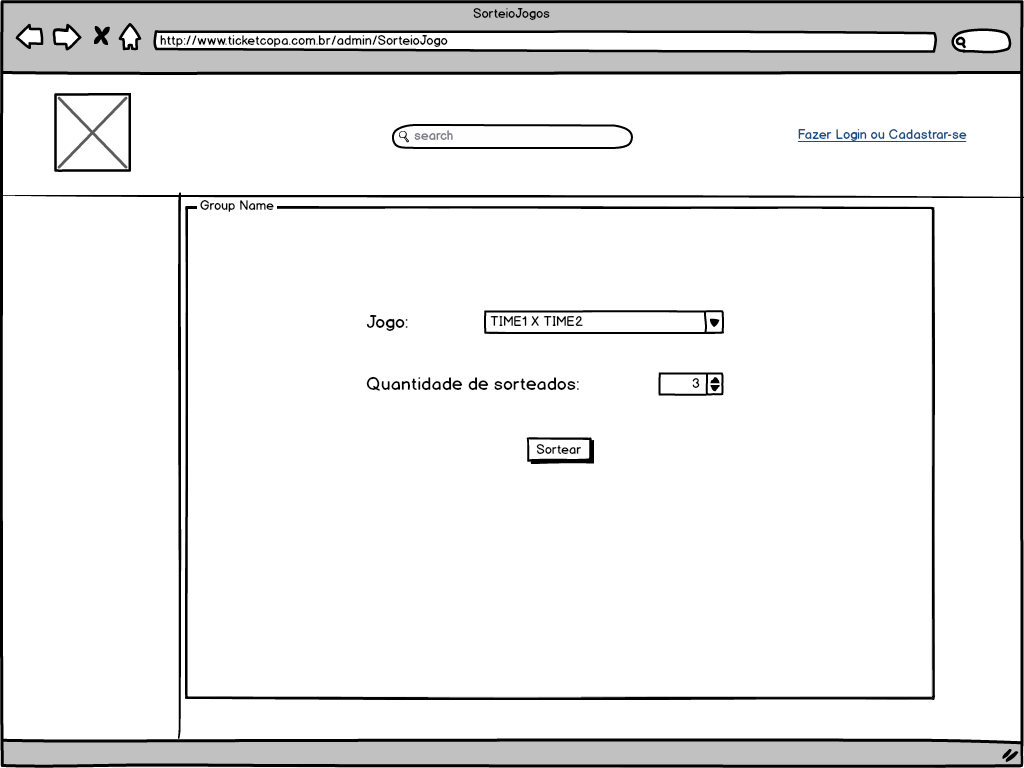 SorteioJogos
http://www.ticketcopa.com.br/admin/SorteioJogo
search
Fazer Login ou Cadastrar-se
Group Name
Jogo:
TIME1 X TIME2
Quantidade de sorteados:
3
Sortear